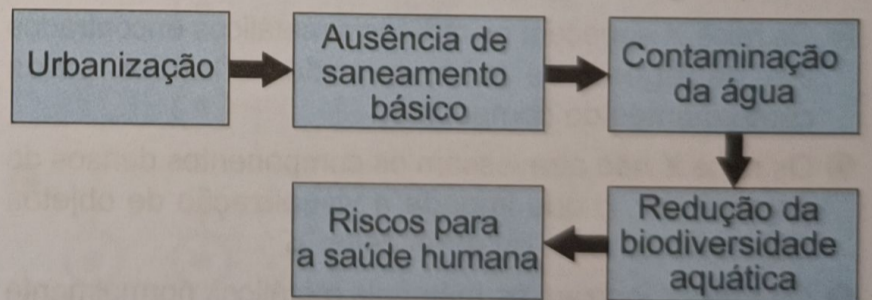 Urbanização
Ausência de
saneamento
básico
Contaminação
da água
Redução da
biodiversidade
aquática
Riscos para
a saúde humana